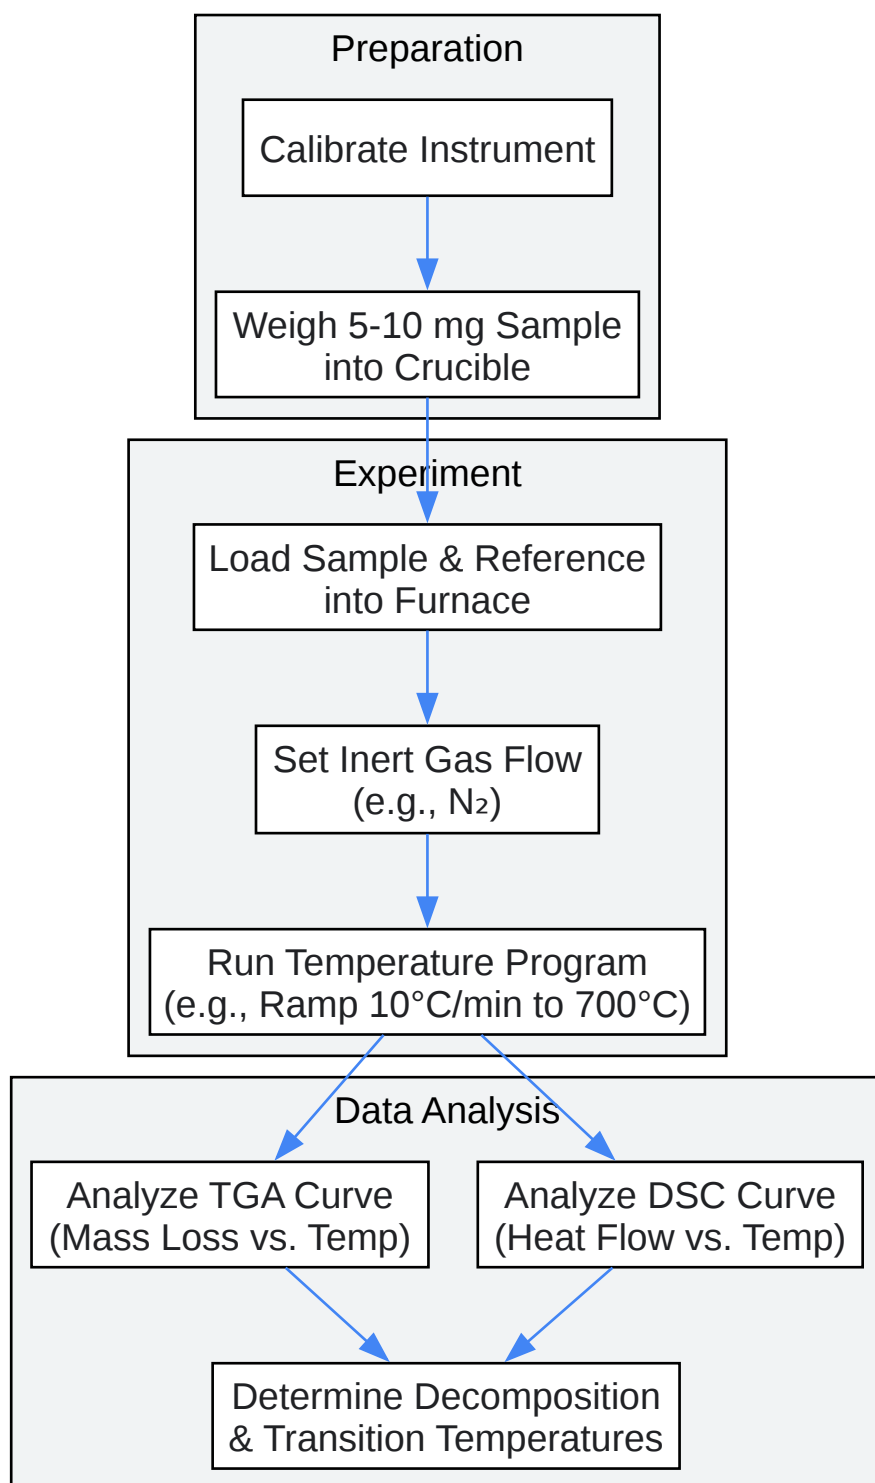 Preparation
Calibrate Instrument
Weigh 5-10 mg Sample
into Crucible
Experiment
Load Sample & Reference
into Furnace
Set Inert Gas Flow
(e.g., N₂)
Run Temperature Program
(e.g., Ramp 10°C/min to 700°C)
Data Analysis
Analyze TGA Curve
(Mass Loss vs. Temp)
Analyze DSC Curve
(Heat Flow vs. Temp)
Determine Decomposition
& Transition Temperatures